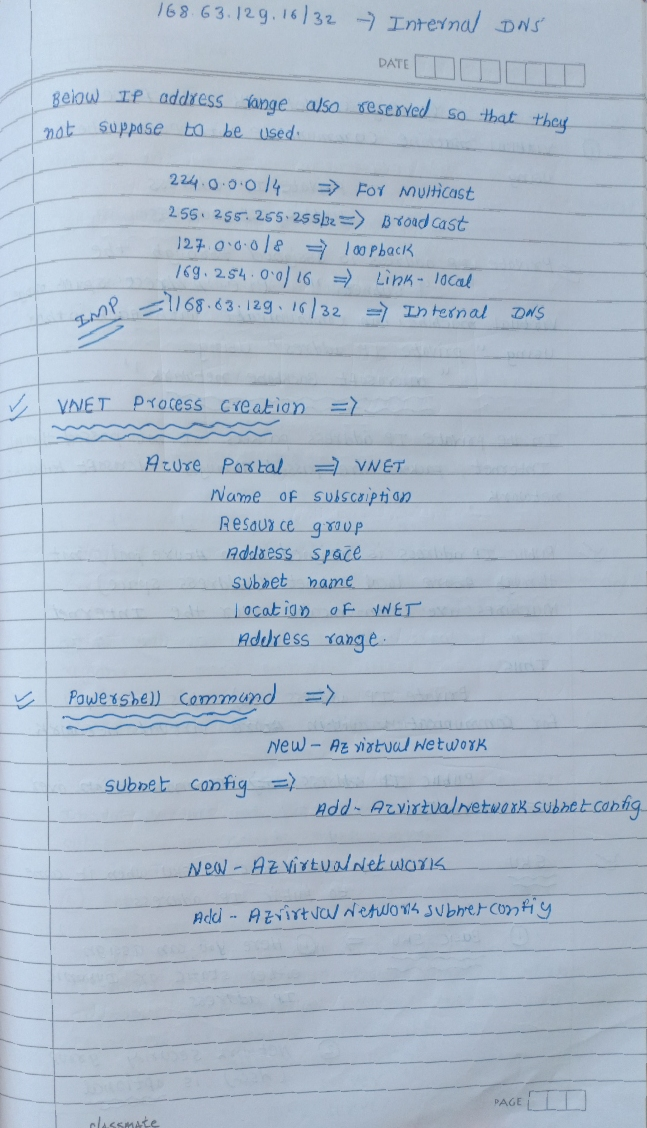 168.63.129.16/32 → Internal DNS
DATE
Below IP address range also reserved so that they
not suppose to be used.
224.0.0.0/4 ⇒ For Multicast
255.255.255.255/32 ⇒ Broadcast
127.0.0.0/8 ⇒ loopback
169.254.0.0/16 ⇒ Link-local
IMP ⇒ 168.63.129.16/32 ⇒ Internal DNS
VNET Process Creation ⇒
Azure Portal ⇒ VNET
Name of subscription
Resource group
Address space
subnet name
location of VNET
Address range.
Powershell command ⇒
New - Az virtual Network
subnet config ⇒
Add - AzvirtualNetwork subnet config
New - AzVirtualNetwork
Add - AzvirtualNetwork subnet config
PAGE
classmate